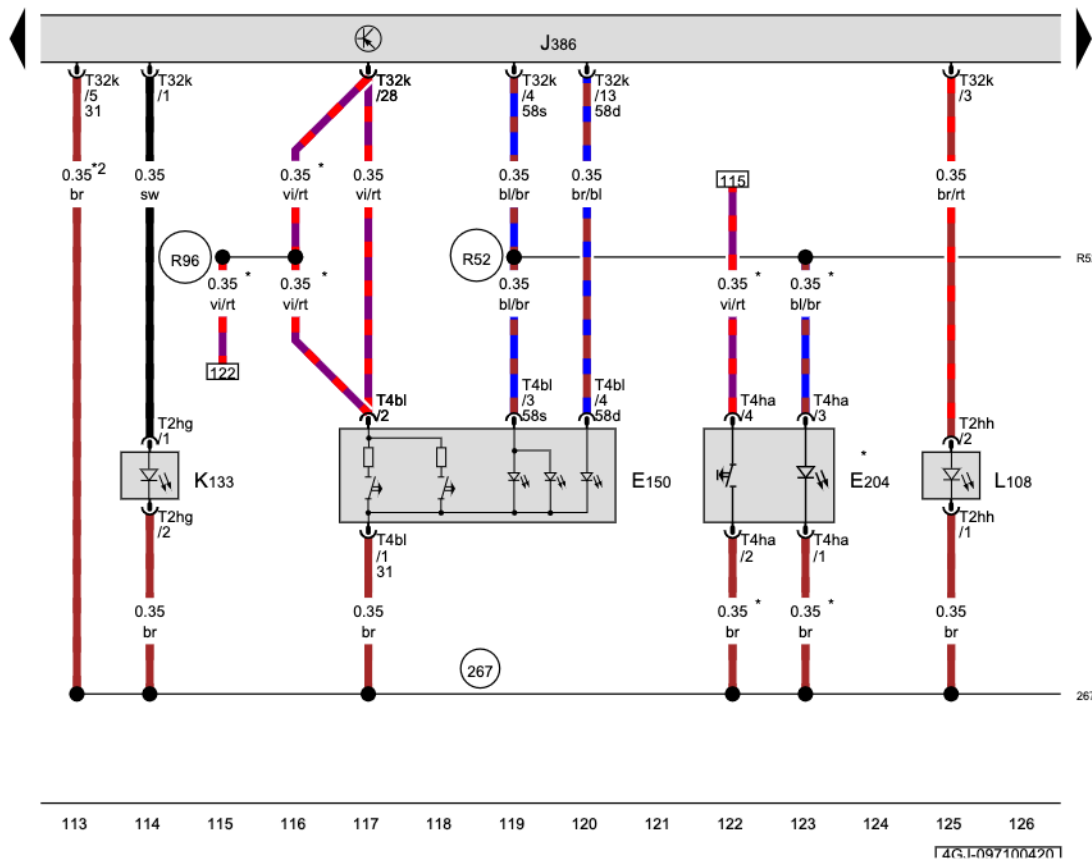 J386
T32k /5 31
T32k /1
T32k /28
T32k /4 58s
T32k /13 58d
T32k /3
0.35 *2 br
0.35 sw
0.35 * vi/rt
0.35 vi/rt
0.35 bl/br
0.35 br/bl
115
0.35 br/rt
R96
R52
0.35 * vi/rt
0.35 * vi/rt
0.35 bl/br
0.35 * vi/rt
0.35 * bl/br
122
T4bl /2
T4bl /3 58s
T4bl /4 58d
T4ha /4
T4ha /3
T2hg /1
T2hh /2
K133
E150
E204 *
L108
T2hg /2
T4bl /1 31
T4ha /2
T4ha /1
T2hh /1
0.35 br
0.35 br
0.35 * br
0.35 * br
0.35 br
267
267
113 114 115 116 117 118 119 120 121 122 123 124 125 126
4GJ-097100420